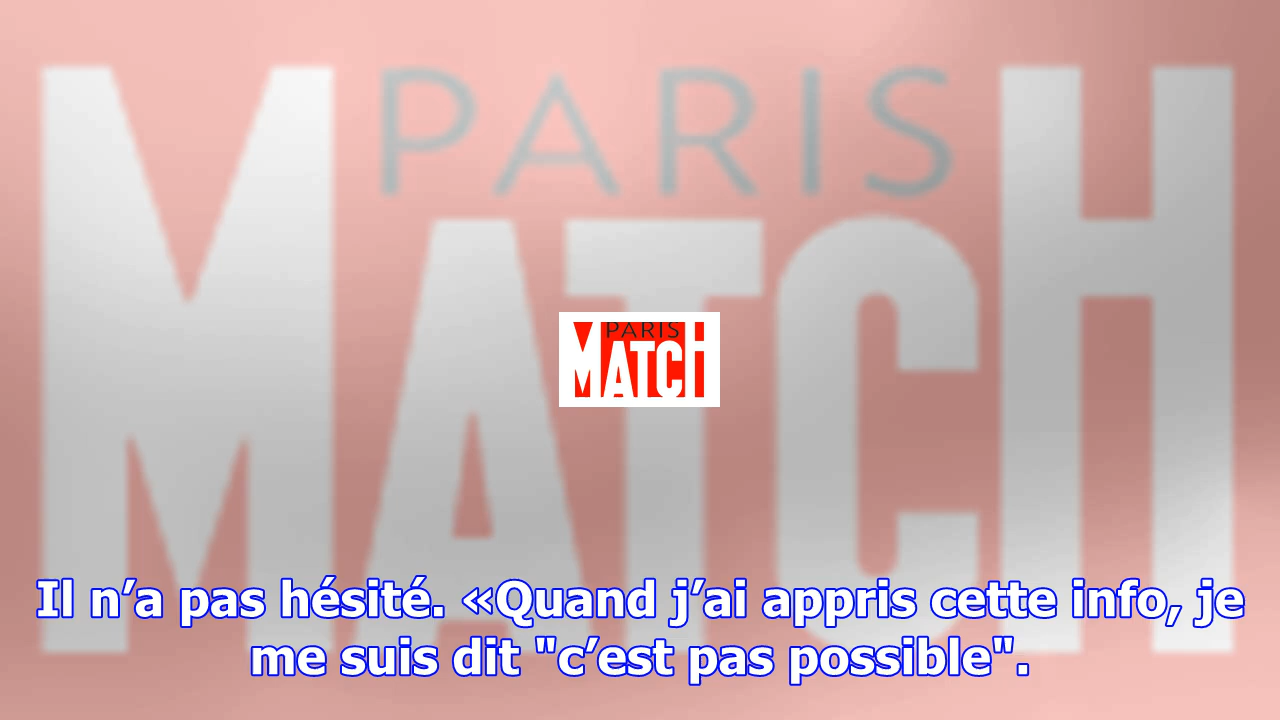 PARIS
MATCH
PARIS
MATCH
Il n’a pas hésité. «Quand j’ai appris cette info, je
me suis dit "c’est pas possible".